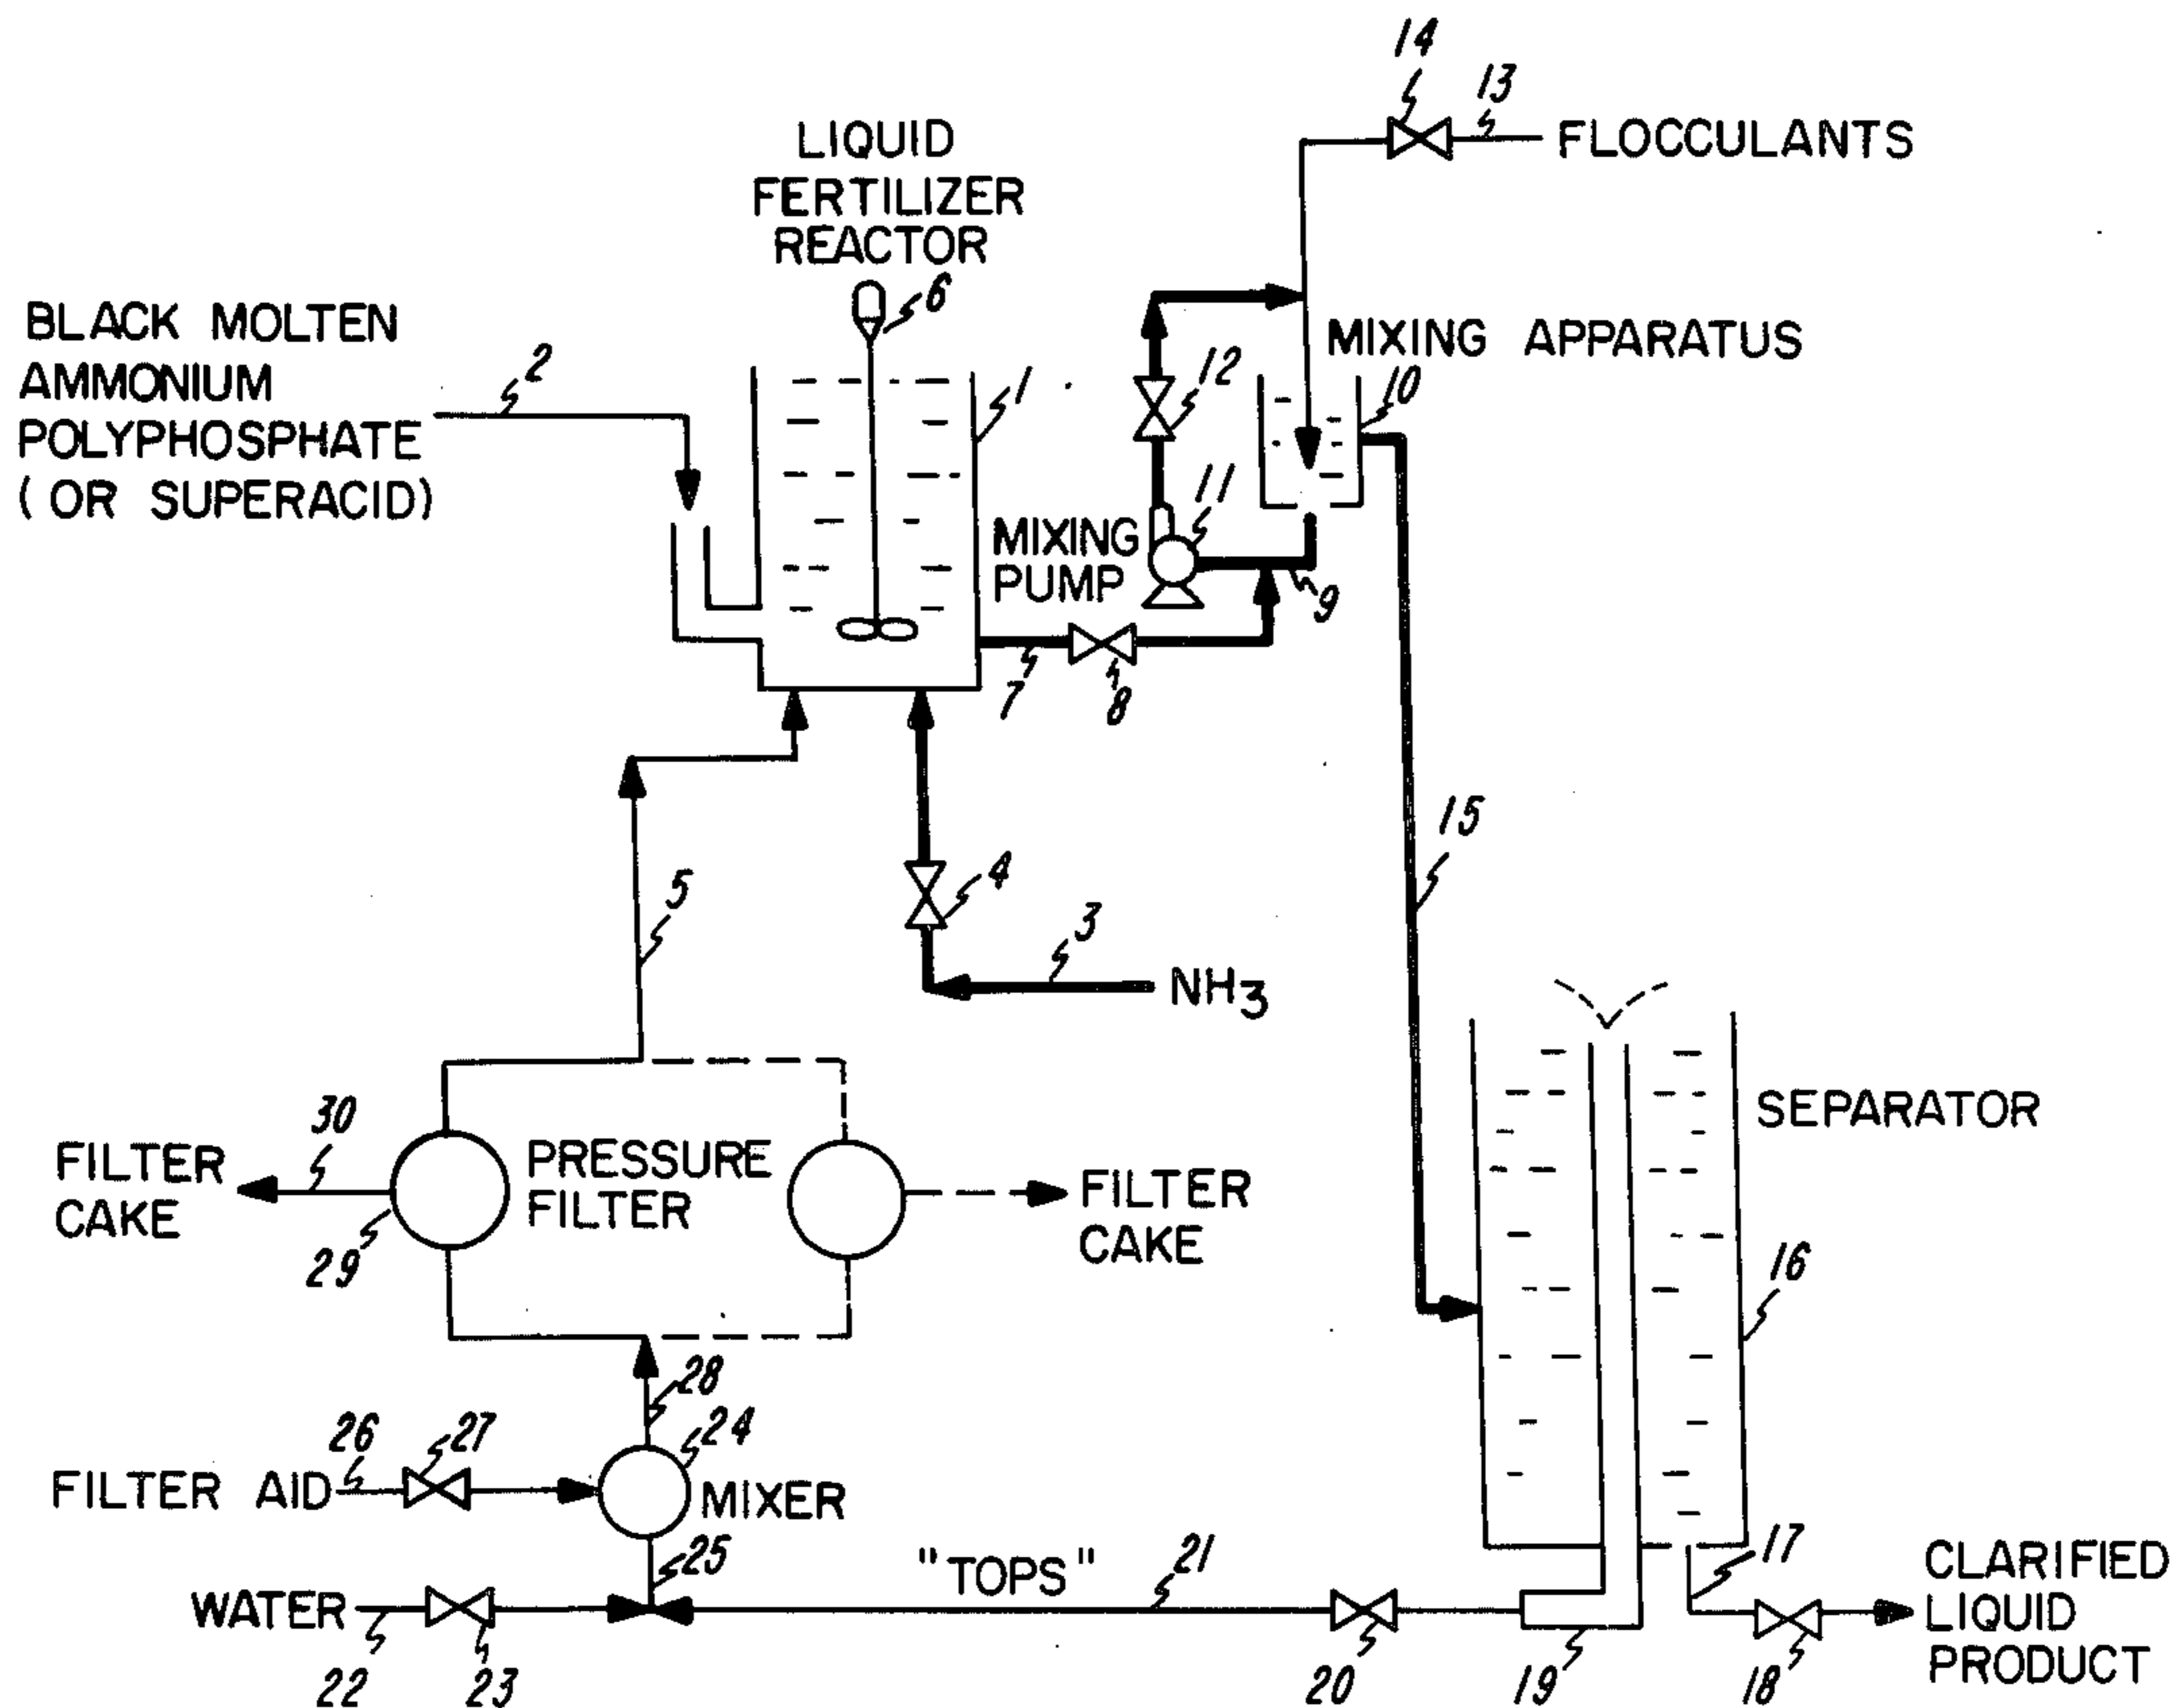 14
13
FLOCCULANTS
LIQUID
FERTILIZER
REACTOR
6
BLACK MOLTEN
AMMONIUM
POLYPHOSPHATE
( OR SUPERACID)
2
1
MIXING APPARATUS
12
10
11
MIXING
PUMP
9
7
8
15
5
4
3
NH3
SEPARATOR
30
FILTER
CAKE
29
PRESSURE
FILTER
FILTER
CAKE
16
28
24
26
27
FILTER AID
MIXER
25
"TOPS"
21
17
WATER
22
23
20
19
18
CLARIFIED
LIQUID
PRODUCT